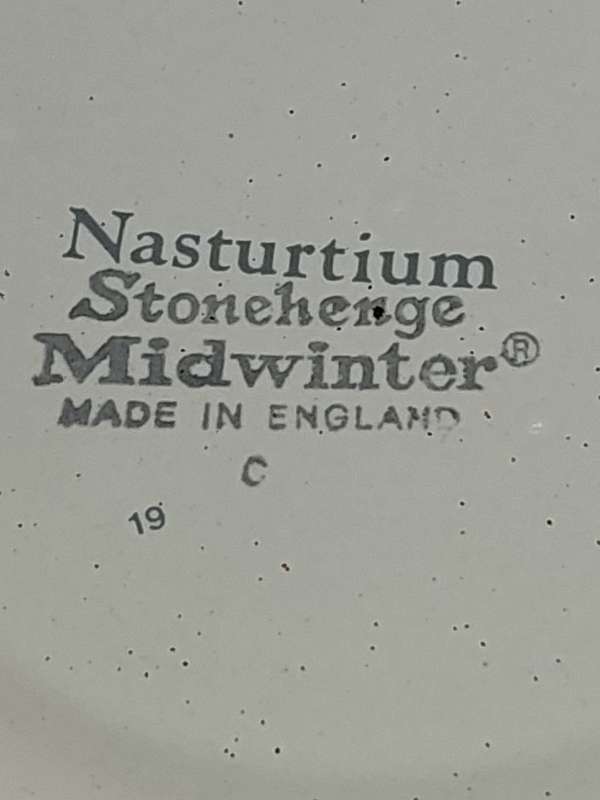 Nasturtium
Stonehenge
Midwinter®
MADE IN ENGLAND
C
19